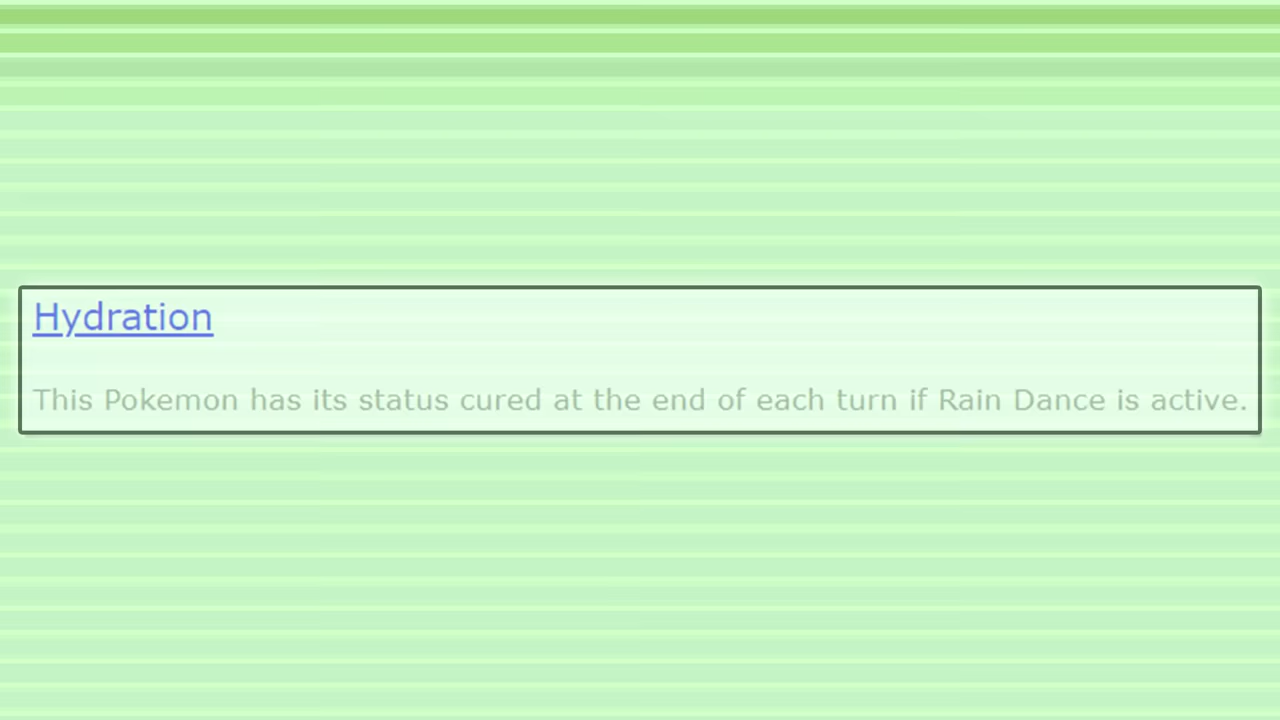 Hydration
This Pokemon has its status cured at the end of each turn if Rain Dance is active.